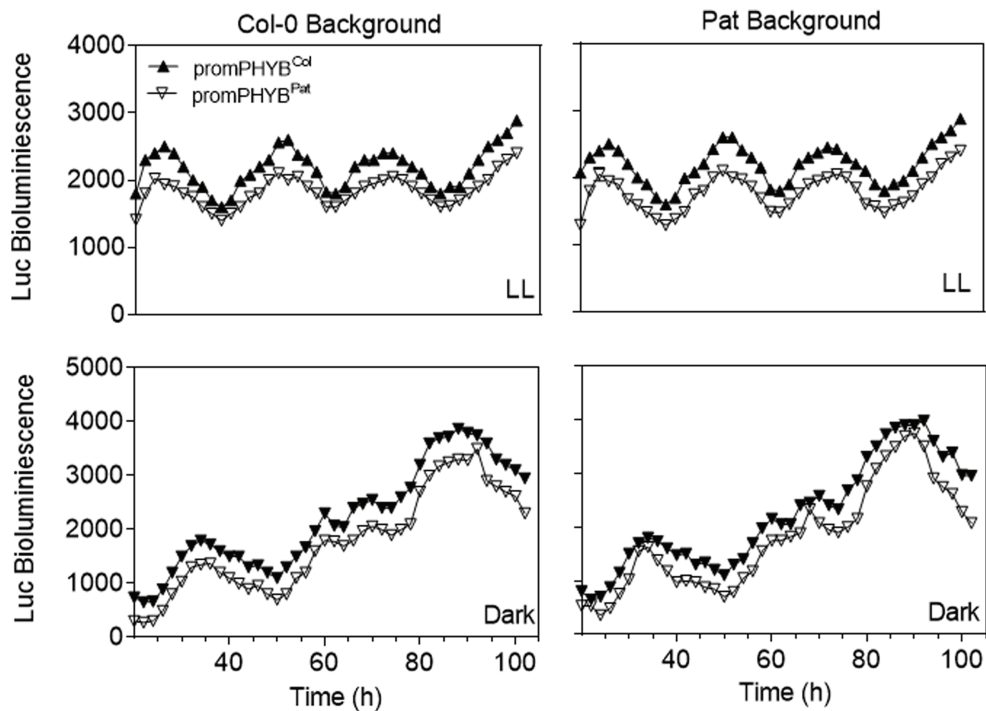 Col-0 Background
Pat Background
Luc Bioluminiescence
4000
3000
2000
1000
0
promPHYB^Col
promPHYB^Pat
LL
LL
Luc Bioluminiescence
5000
4000
3000
2000
1000
0
Dark
Dark
40 60 80 100
40 60 80 100
Time (h)
Time (h)